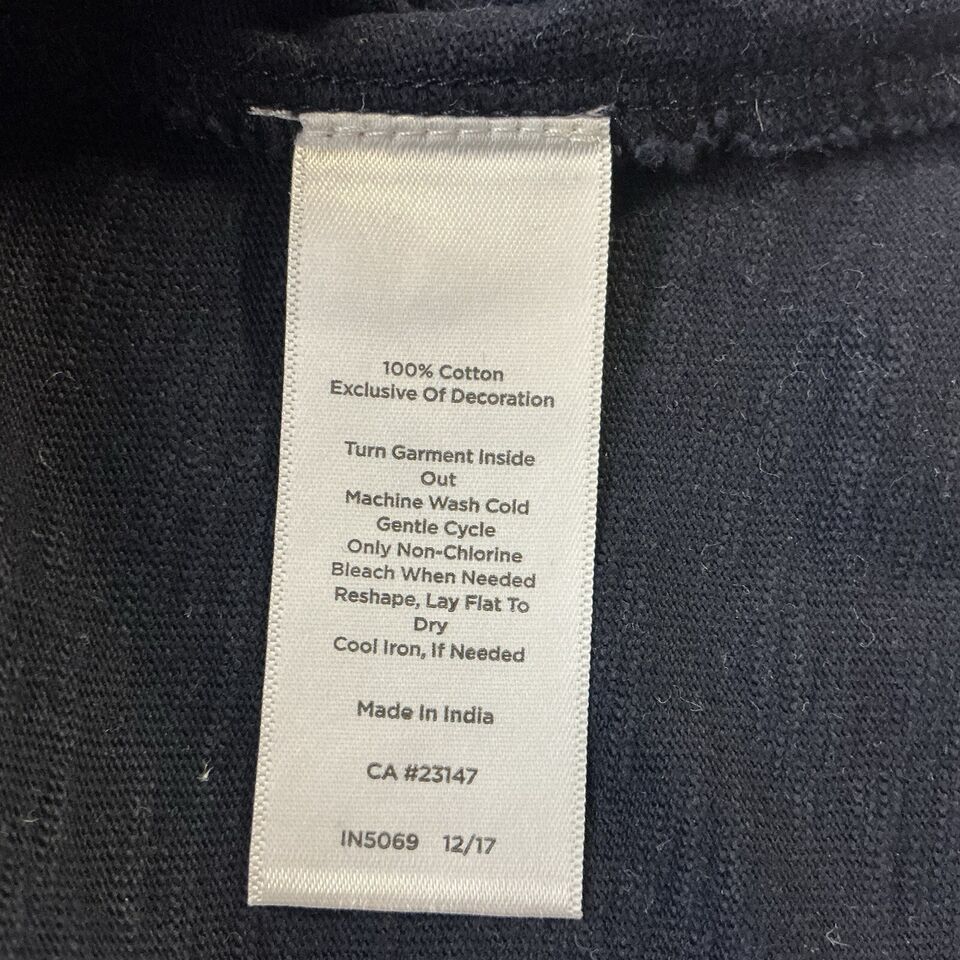 100% Cotton
Exclusive Of Decoration
Turn Garment Inside
Out
Machine Wash Cold
Gentle Cycle
Only Non-Chlorine
Bleach When Needed
Reshape, Lay Flat To
Dry
Cool Iron, If Needed
Made In India
CA #23147
IN5069 12/17